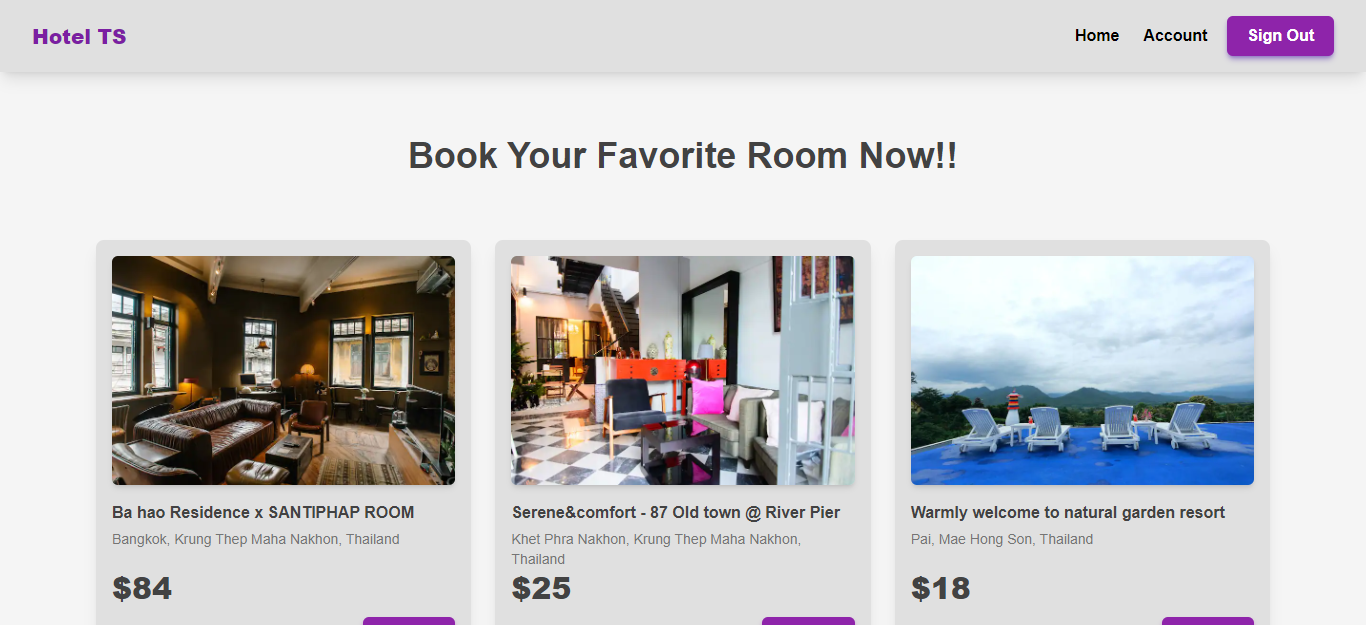 Hotel TS
Home
Account
Sign Out
Book Your Favorite Room Now!!
Ba hao Residence x SANTIPHAP ROOM
Bangkok, Krung Thep Maha Nakhon, Thailand
$84
Serene&comfort - 87 Old town @ River Pier
Khet Phra Nakhon, Krung Thep Maha Nakhon,
Thailand
$25
Warmly welcome to natural garden resort
Pai, Mae Hong Son, Thailand
$18